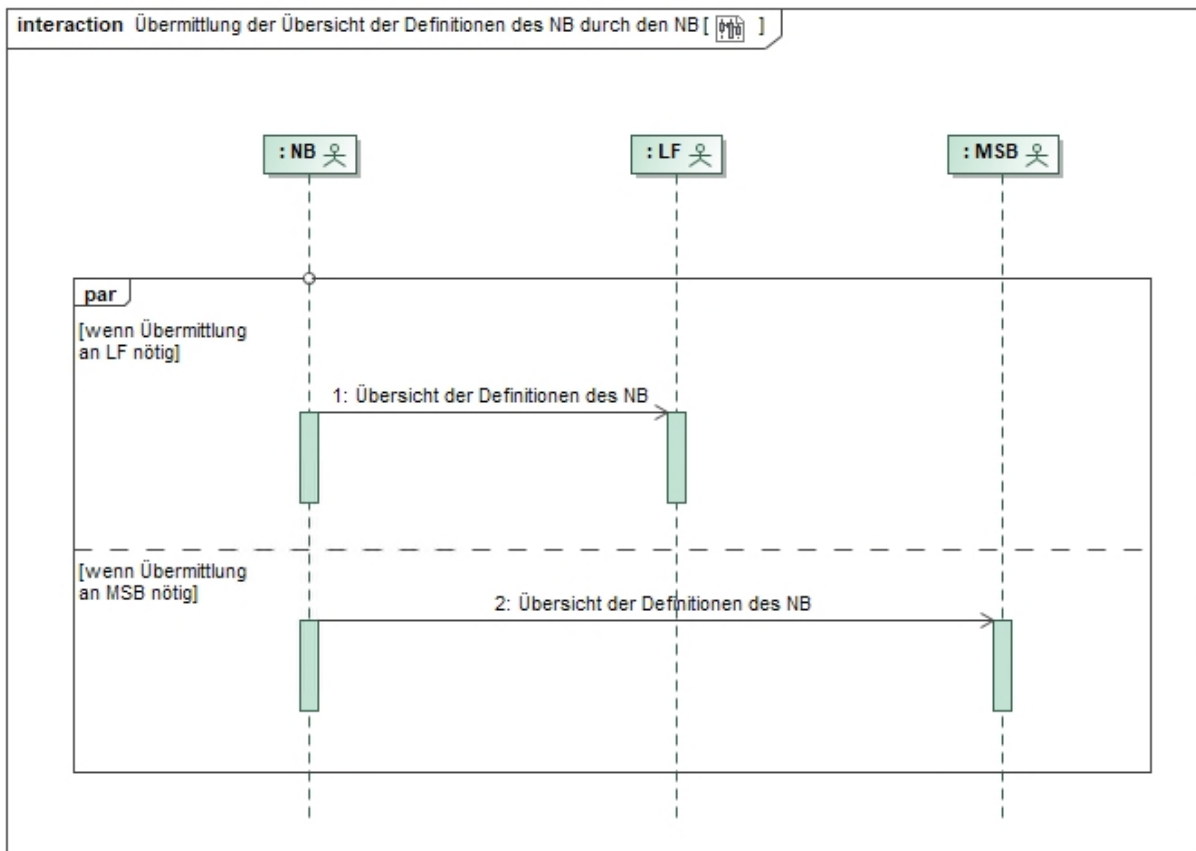 interaction Übermittlung der Übersicht der Definitionen des NB durch den NB [ ]
: NB
: LF
: MSB
par
[wenn Übermittlung
an LF nötig]
1: Übersicht der Definitionen des NB
[wenn Übermittlung
an MSB nötig]
2: Übersicht der Definitionen des NB